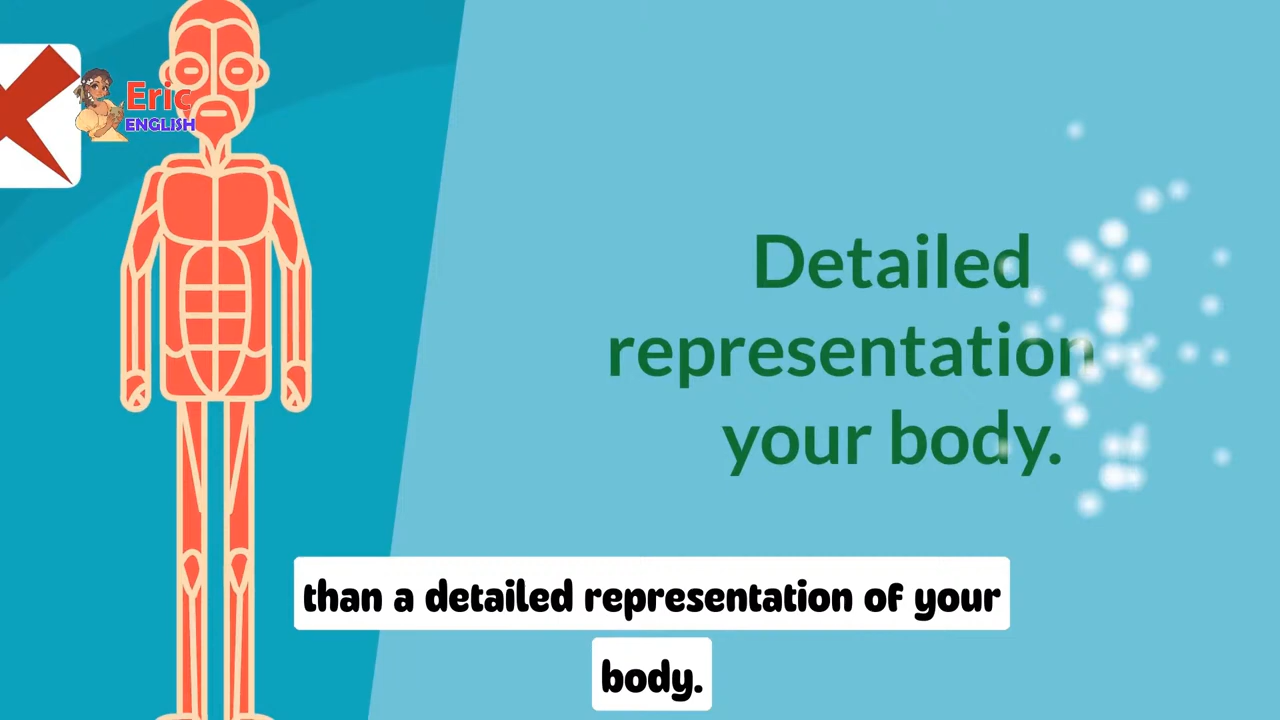 Eric
ENGLISH
Detailed
representation
your body.
than a detailed representation of your
body.